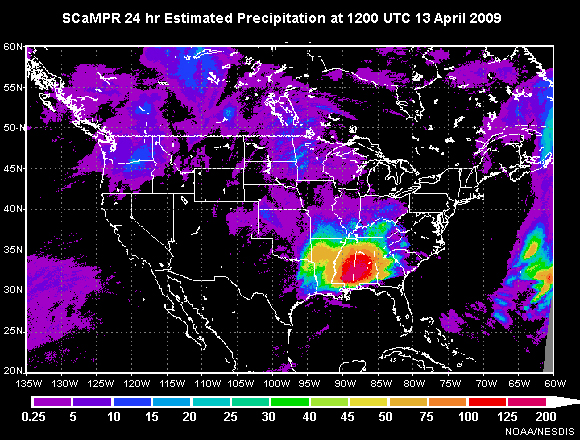 SCaMPR 24 hr Estimated Precipitation at 1200 UTC 13 April 2009
60N
55N
50N
45N
40N
35N
30N
25N
20N
135W 130W 125W 120W 115W 110W 105W 100W 95W 90W 85W 80W 75W 70W 65W 60W
0.25 5 10 15 20 25 30 40 45 50 75 100 125 200
NOAA/NESDIS